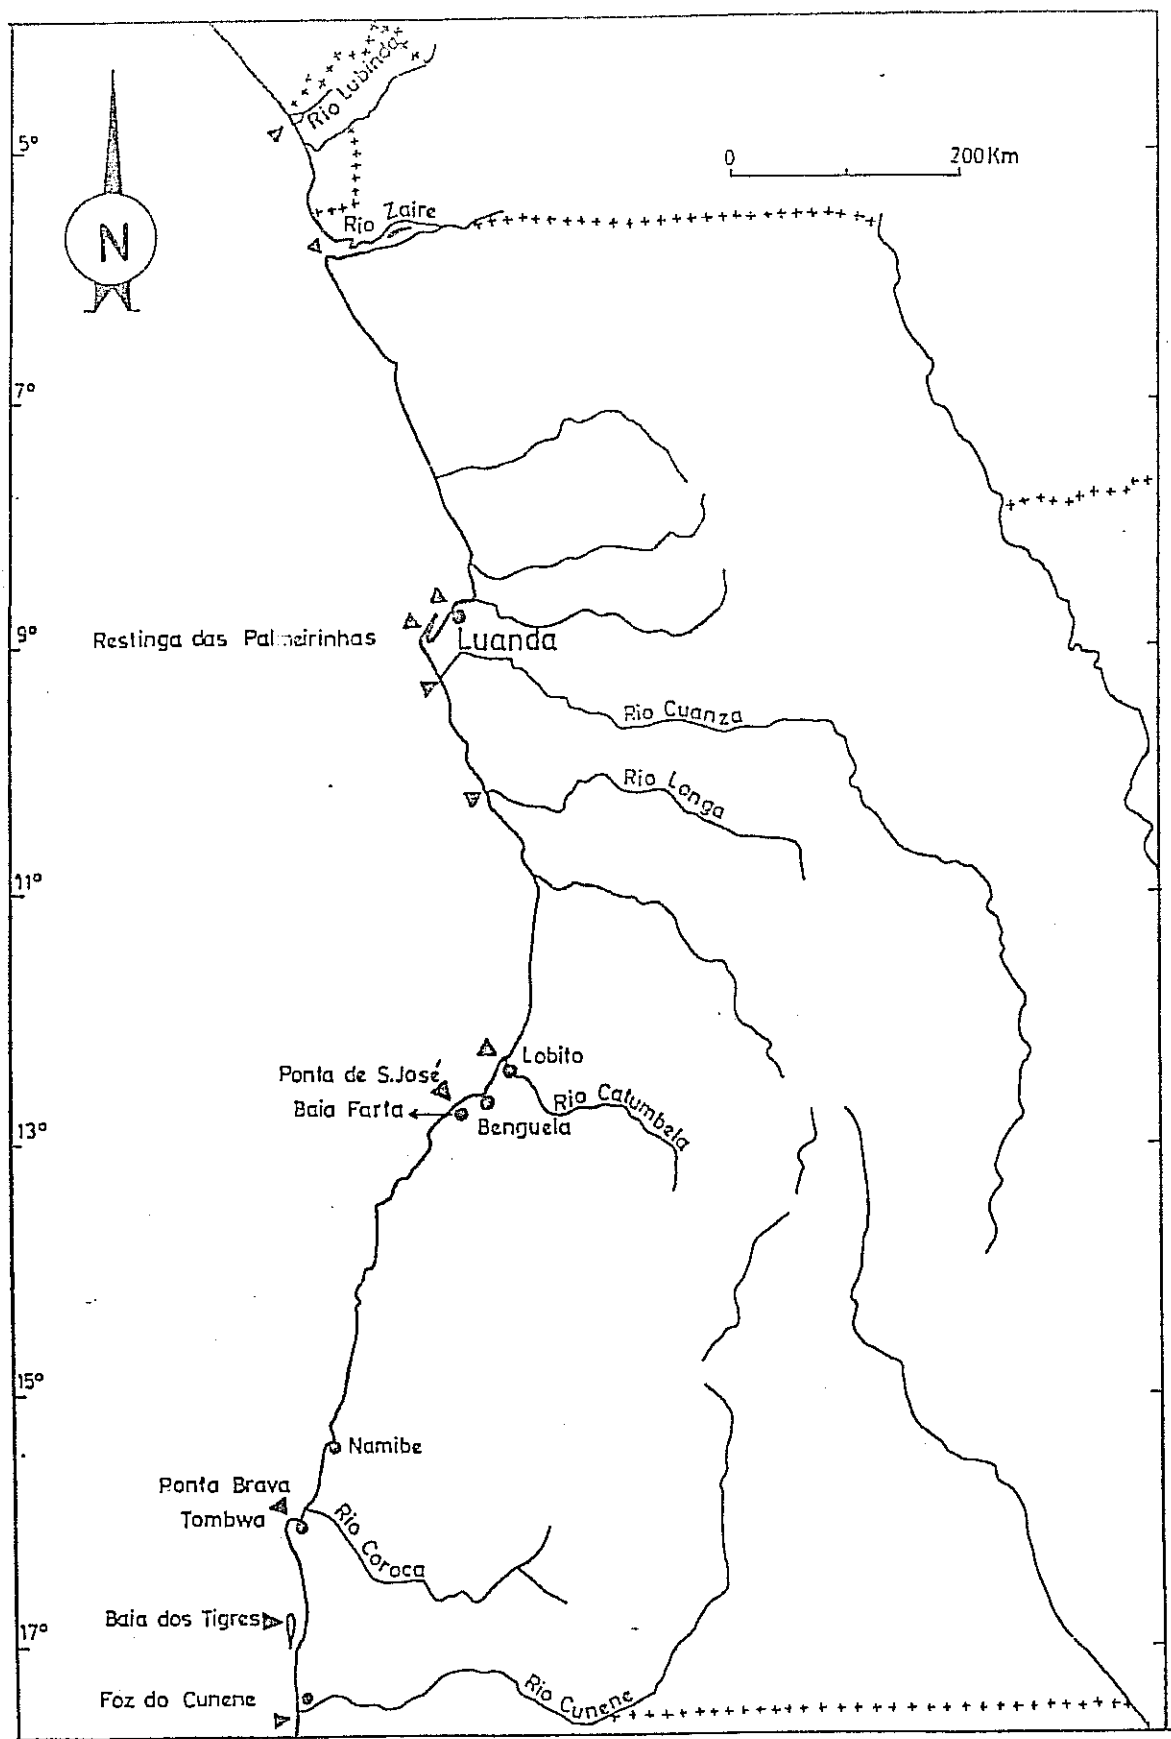 Rio Lubinda
5°
0 200Km
Rio Zaire
N
7°
Restinga das Palmeirinhas
9°
Luanda
Rio Cuanza
Rio Longa
11°
Lobito
Ponta de S.José
Baia Farta
Rio Catumbela
Benguela
13°
15°
Namibe
Ponta Brava
Tombwa
Rio Coroca
Baia dos Tigres
17°
Foz do Cunene
Rio Cunene